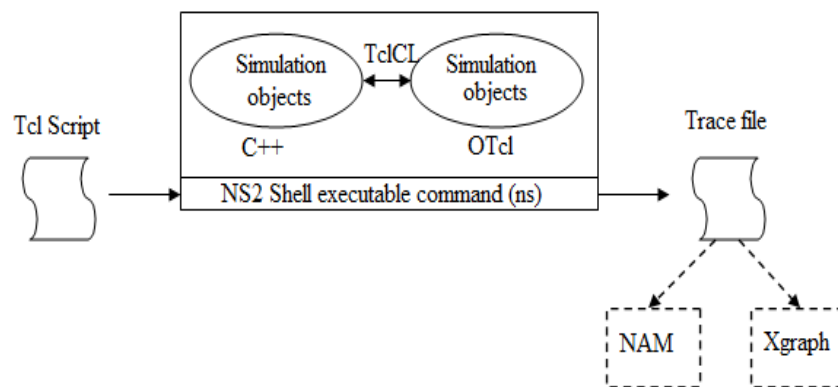 TclCL
Simulation
objects
Simulation
objects
Tcl Script
C++
OTcl
Trace file
NS2 Shell executable command (ns)
NAM
Xgraph